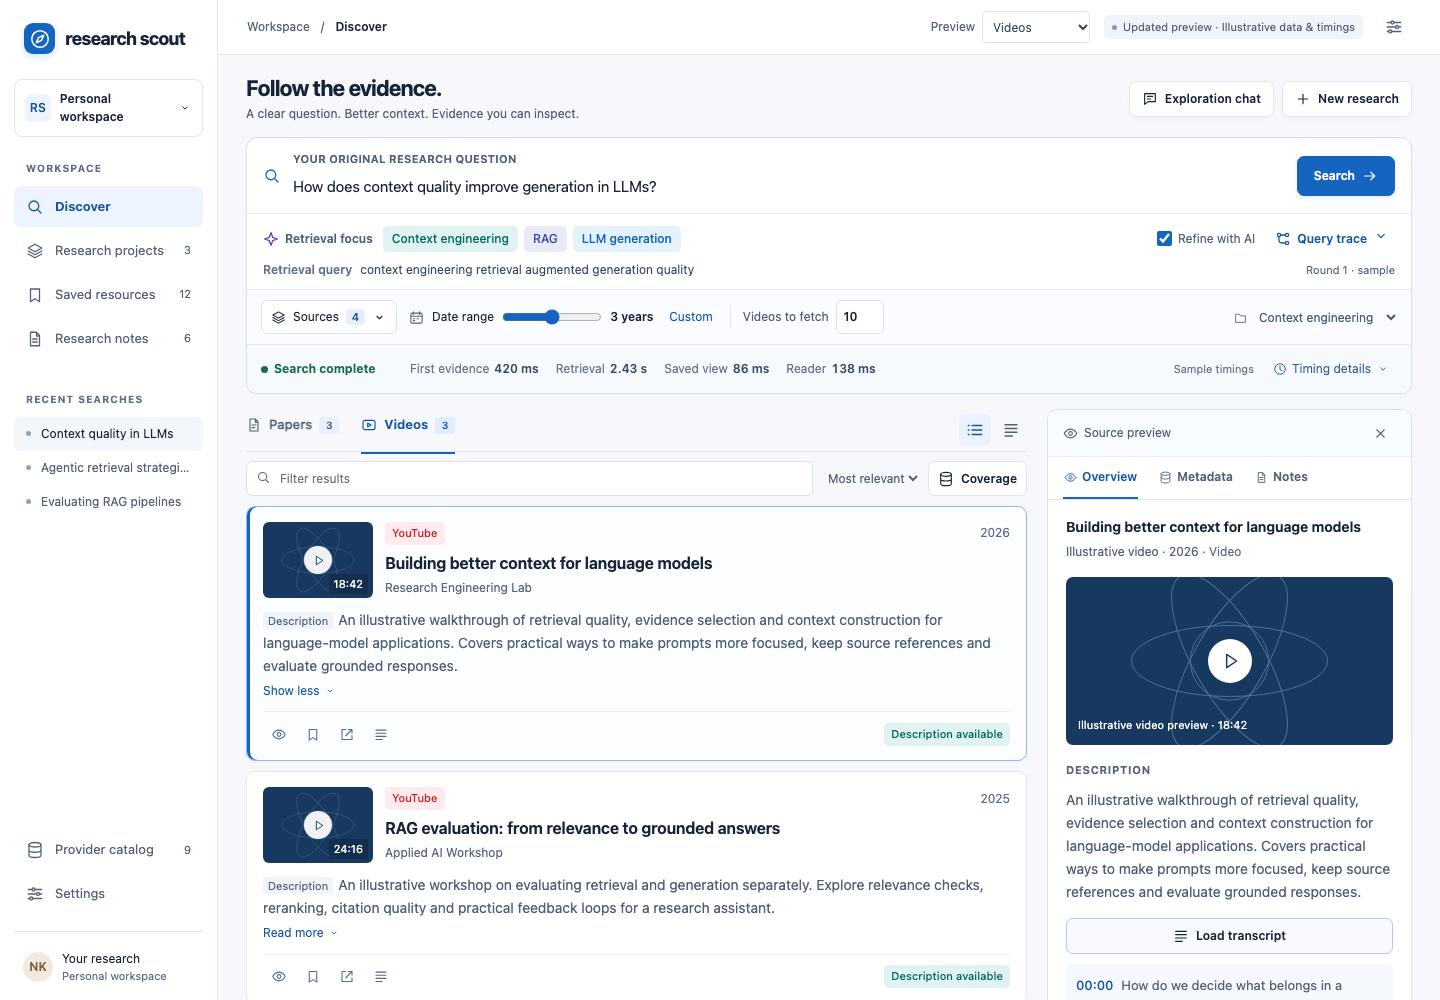 research scout
RS
Personal workspace
WORKSPACE
Discover
Research projects 3
Saved resources 12
Research notes 6
RECENT SEARCHES
Context quality in LLMs
Agentic retrieval strategi...
Evaluating RAG pipelines
Provider catalog 9
Settings
NK
Your research
Personal workspace
Workspace / Discover
Preview Videos
Updated preview · Illustrative data & timings
Follow the evidence.
A clear question. Better context. Evidence you can inspect.
Exploration chat
New research
YOUR ORIGINAL RESEARCH QUESTION
How does context quality improve generation in LLMs?
Search
Retrieval focus Context engineering RAG LLM generation
Refine with AI Query trace
Retrieval query context engineering retrieval augmented generation quality
Round 1 · sample
Sources 4 Date range 3 years Custom Videos to fetch 10
Context engineering
Search complete First evidence 420 ms Retrieval 2.43 s Saved view 86 ms Reader 138 ms
Sample timings Timing details
Papers 3 Videos 3
Filter results
Most relevant
Coverage
18:42
YouTube 2026
Building better context for language models
Research Engineering Lab
Description An illustrative walkthrough of retrieval quality, evidence selection and context construction for
language-model applications. Covers practical ways to make prompts more focused, keep source references and
evaluate grounded responses.
Show less
Description available
24:16
YouTube 2025
RAG evaluation: from relevance to grounded answers
Applied AI Workshop
Description An illustrative workshop on evaluating retrieval and generation separately. Explore relevance checks,
reranking, citation quality and practical feedback loops for a research assistant.
Read more
Description available
Source preview
Overview Metadata Notes
Building better context for language models
Illustrative video · 2026 · Video
Illustrative video preview · 18:42
DESCRIPTION
An illustrative walkthrough of retrieval quality,
evidence selection and context construction for
language-model applications. Covers practical
ways to make prompts more focused, keep source
references and evaluate grounded responses.
Load transcript
00:00 How do we decide what belongs in a